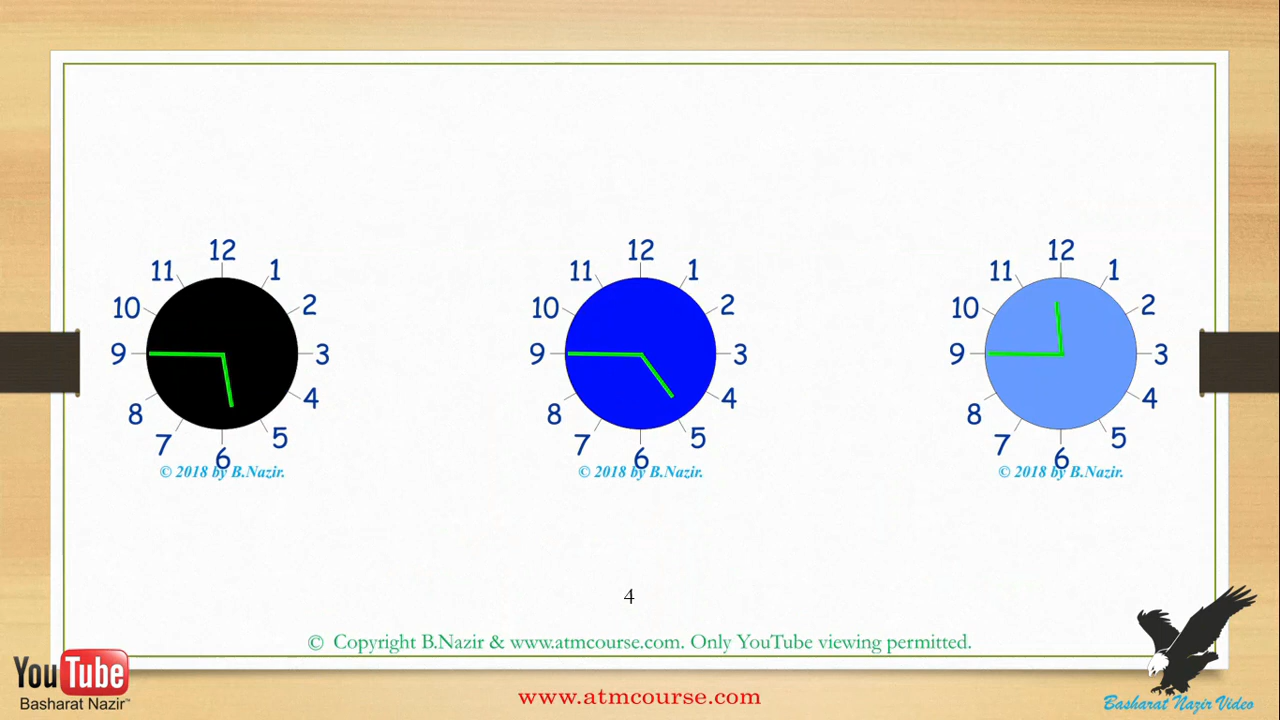 12 12 12
11 1 11 1 11 1
10 2 10 2 10 2
9 3 9 3 9 3
8 4 8 4 8 4
7 5 7 5 7 5
6 6 6
© 2018 by B.Nazir. © 2018 by B.Nazir. © 2018 by B.Nazir.
4
© Copyright B.Nazir & www.atmcourse.com. Only YouTube viewing permitted.
YouTube
Basharat Nazir™
www.atmcourse.com
Basharat Nazir Video